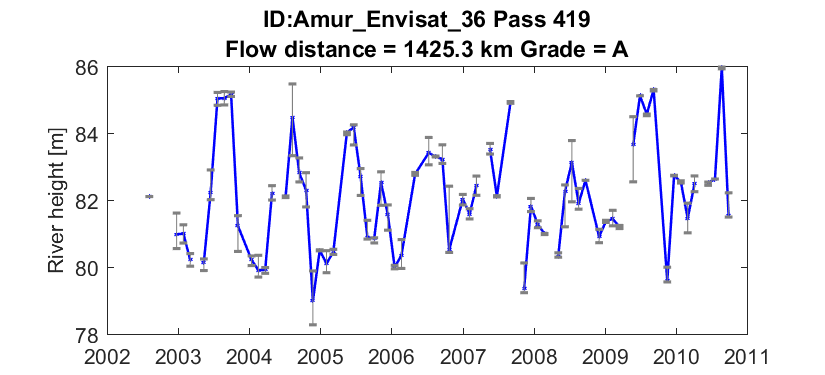 ID:Amur_Envisat_36 Pass 419
Flow distance = 1425.3 km Grade = A
River height [m]
86
84
82
80
78
2002 2003 2004 2005 2006 2007 2008 2009 2010 2011